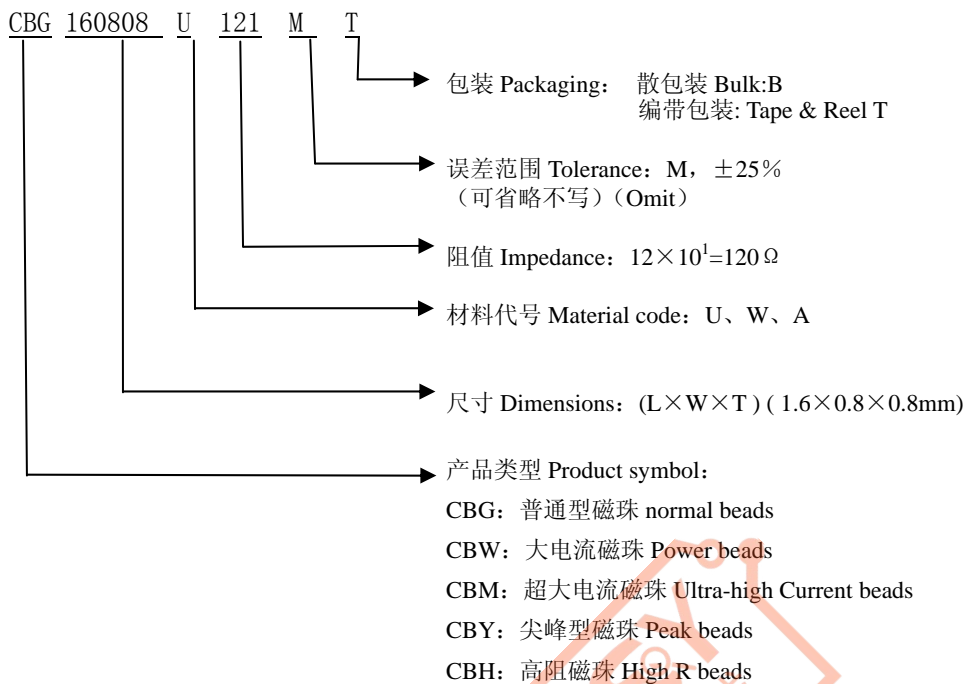 CBG 160808 U 121 M T
包装 Packaging： 散包装 Bulk:B
编带包装: Tape & Reel T
误差范围 Tolerance：M，±25％
（可省略不写）（Omit）
阻值 Impedance：12×10¹=120Ω
材料代号 Material code：U、W、A
尺寸 Dimensions：(L×W×T ) ( 1.6×0.8×0.8mm)
产品类型 Product symbol：
CBG：普通型磁珠 normal beads
CBW：大电流磁珠 Power beads
CBM：超大电流磁珠 Ultra-high Current beads
CBY：尖峰型磁珠 Peak beads
CBH：高阻磁珠 High R beads